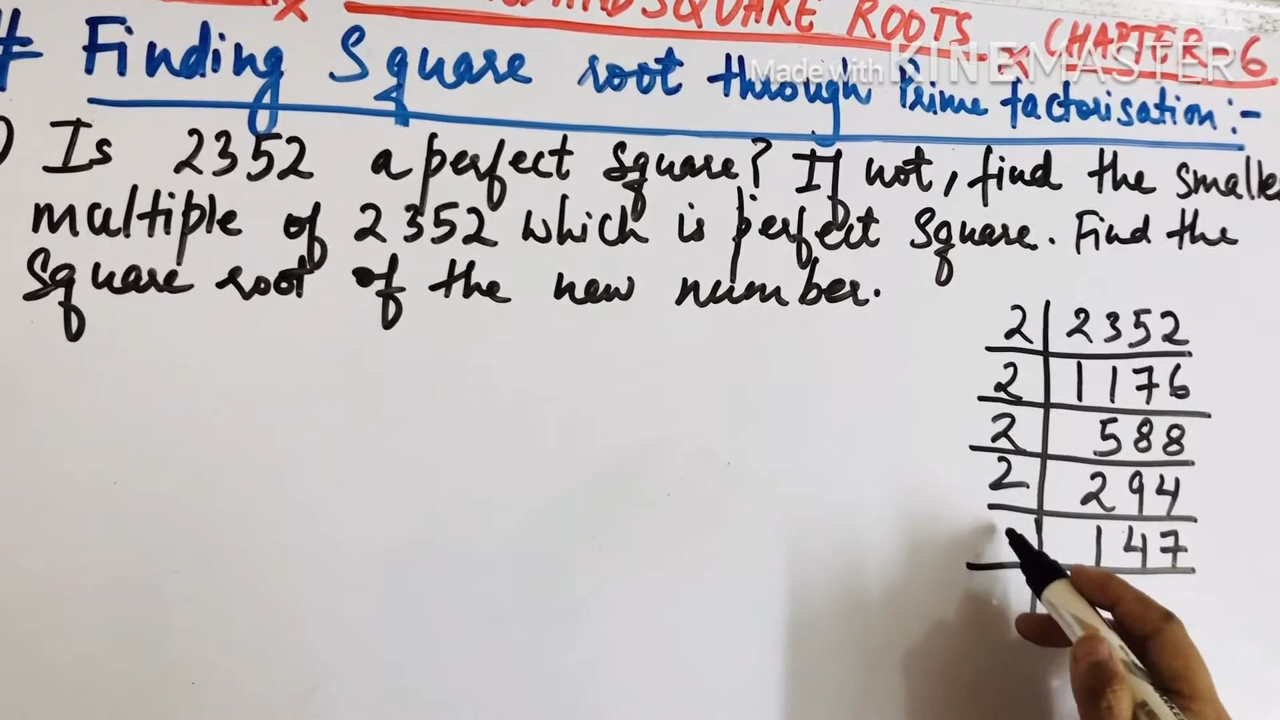 SQUARE ROOTS CHAPTER 6
Made with KINEMASTER
# Finding Square root through Prime factorisation:-
) Is 2352 a perfect square? If not, find the smalle
multiple of 2352 which is perfect square. Find the
square root of the new number.
2 | 2352
2 | 1176
2 | 588
2 | 294
147